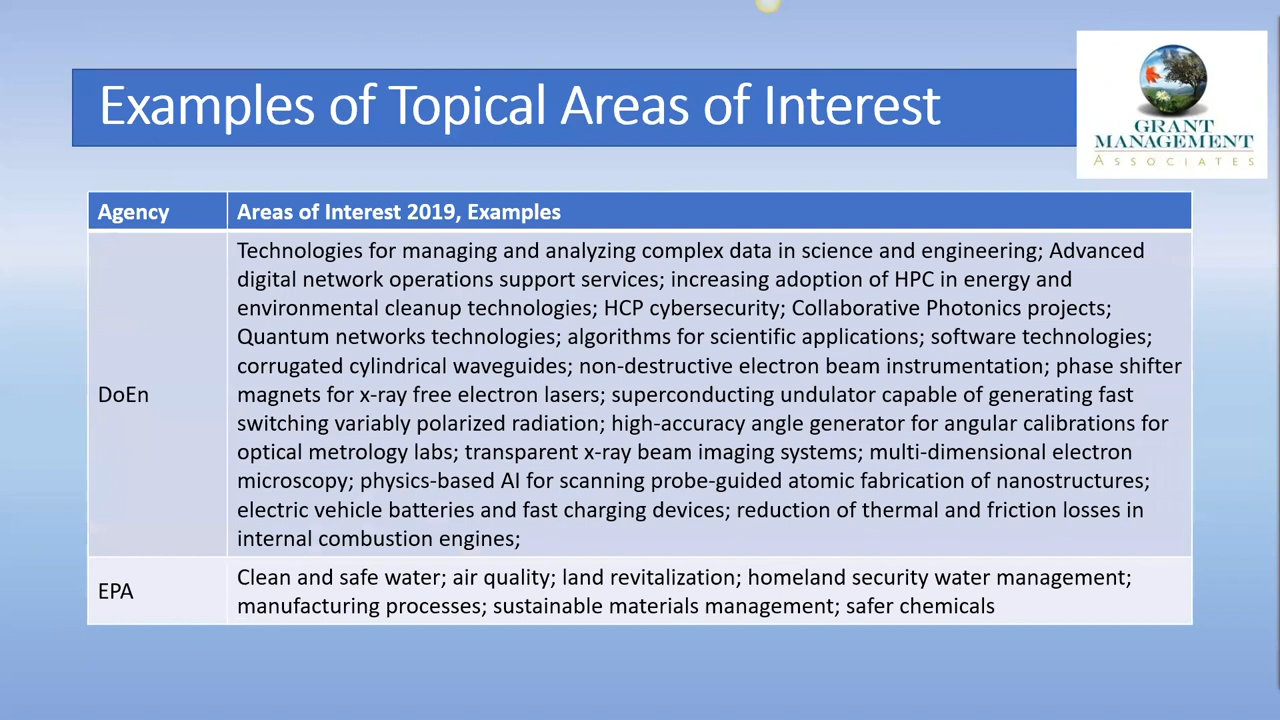 Examples of Topical Areas of Interest
GRANT
MANAGEMENT
ASSOCIATES
Agency
Areas of Interest 2019, Examples
DoEn
Technologies for managing and analyzing complex data in science and engineering; Advanced
digital network operations support services; increasing adoption of HPC in energy and
environmental cleanup technologies; HCP cybersecurity; Collaborative Photonics projects;
Quantum networks technologies; algorithms for scientific applications; software technologies;
corrugated cylindrical waveguides; non-destructive electron beam instrumentation; phase shifter
magnets for x-ray free electron lasers; superconducting undulator capable of generating fast
switching variably polarized radiation; high-accuracy angle generator for angular calibrations for
optical metrology labs; transparent x-ray beam imaging systems; multi-dimensional electron
microscopy; physics-based AI for scanning probe-guided atomic fabrication of nanostructures;
electric vehicle batteries and fast charging devices; reduction of thermal and friction losses in
internal combustion engines;
EPA
Clean and safe water; air quality; land revitalization; homeland security water management;
manufacturing processes; sustainable materials management; safer chemicals